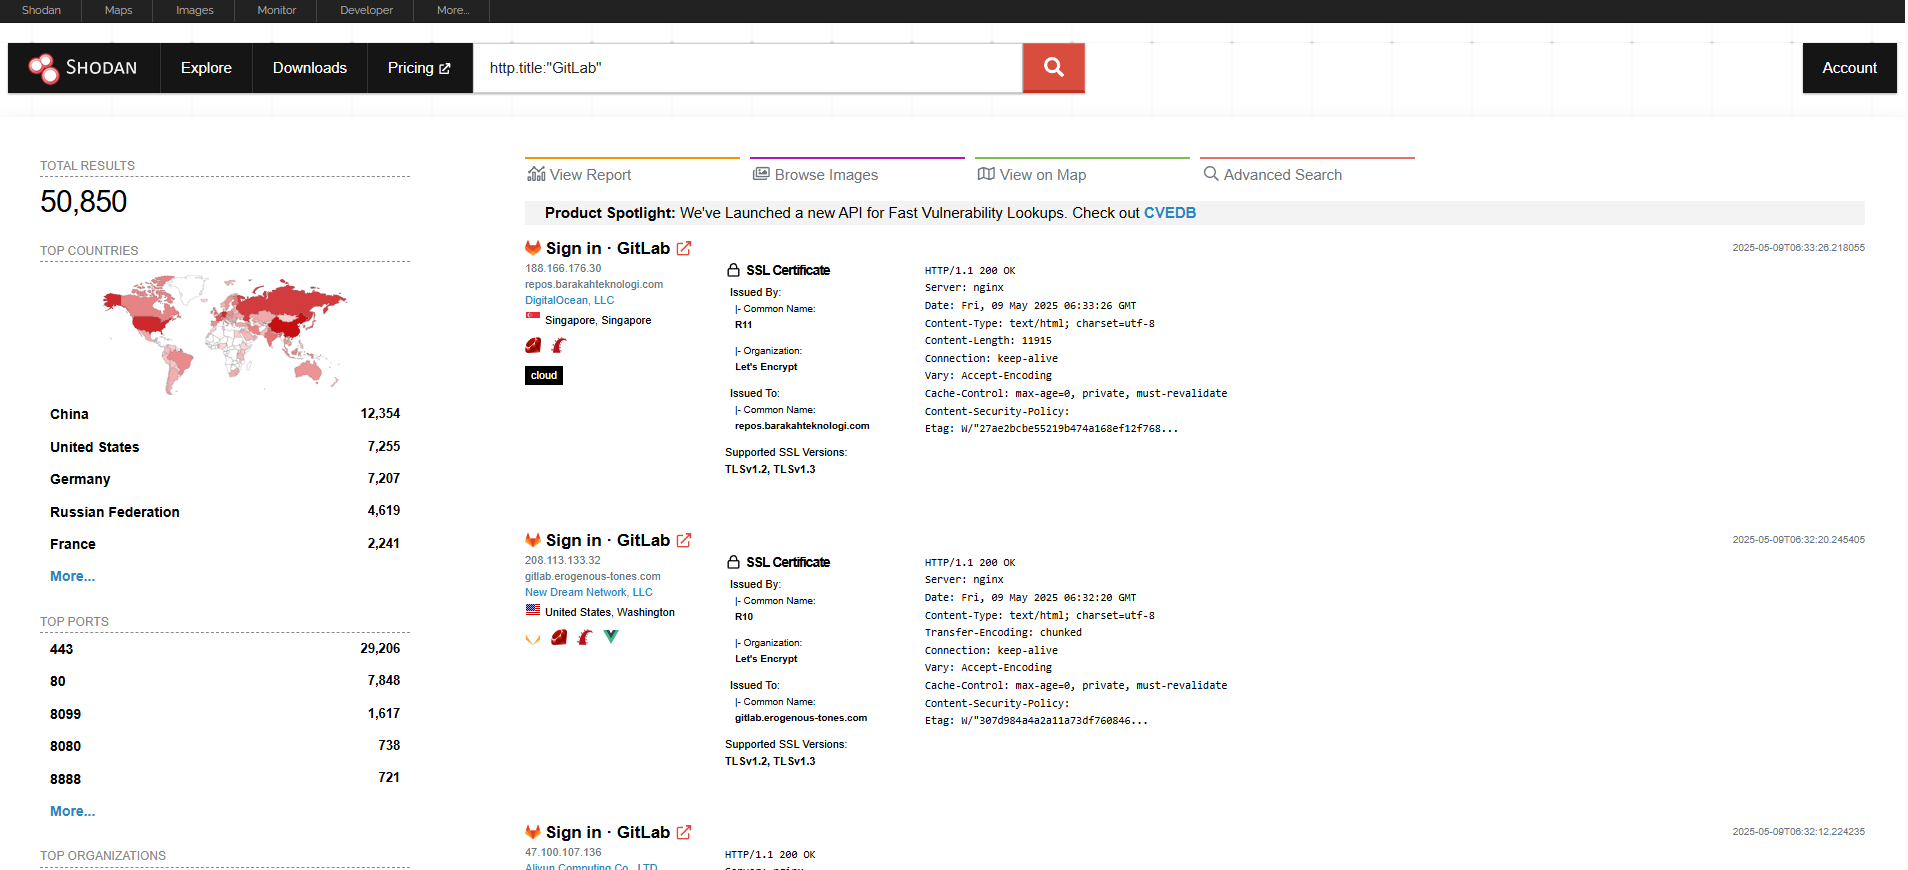 Shodan
Maps
Images
Monitor
Developer
More...
SHODAN
Explore
Downloads
Pricing
http.title:"GitLab"
Account
TOTAL RESULTS
50,850
TOP COUNTRIES
China 12,354
United States 7,255
Germany 7,207
Russian Federation 4,619
France 2,241
More...
TOP PORTS
443 29,206
80 7,848
8099 1,617
8080 738
8888 721
More...
TOP ORGANIZATIONS
View Report
Browse Images
View on Map
Advanced Search
Product Spotlight: We've Launched a new API for Fast Vulnerability Lookups. Check out CVEDB
Sign in · GitLab
2025-05-09T06:33:26.218055
188.166.176.30
repos.barakahteknologi.com
DigitalOcean, LLC
Singapore, Singapore
cloud
SSL Certificate
Issued By:
|- Common Name:
R11
|- Organization:
Let's Encrypt
Issued To:
|- Common Name:
repos.barakahteknologi.com
Supported SSL Versions:
TLSv1.2, TLSv1.3
HTTP/1.1 200 OK
Server: nginx
Date: Fri, 09 May 2025 06:33:26 GMT
Content-Type: text/html; charset=utf-8
Content-Length: 11915
Connection: keep-alive
Vary: Accept-Encoding
Cache-Control: max-age=0, private, must-revalidate
Content-Security-Policy:
Etag: W/"27ae2bcbe55219b474a168ef12f768...
Sign in · GitLab
2025-05-09T06:32:20.245405
208.113.133.32
gitlab.erogenous-tones.com
New Dream Network, LLC
United States, Washington
SSL Certificate
Issued By:
|- Common Name:
R10
|- Organization:
Let's Encrypt
Issued To:
|- Common Name:
gitlab.erogenous-tones.com
Supported SSL Versions:
TLSv1.2, TLSv1.3
HTTP/1.1 200 OK
Server: nginx
Date: Fri, 09 May 2025 06:32:20 GMT
Content-Type: text/html; charset=utf-8
Transfer-Encoding: chunked
Connection: keep-alive
Vary: Accept-Encoding
Cache-Control: max-age=0, private, must-revalidate
Content-Security-Policy:
Etag: W/"307d984a4a2a11a73df760846...
Sign in · GitLab
2025-05-09T06:32:12.224235
47.100.107.136
Aliyun Computing Co., LTD
HTTP/1.1 200 OK
Server: nginx